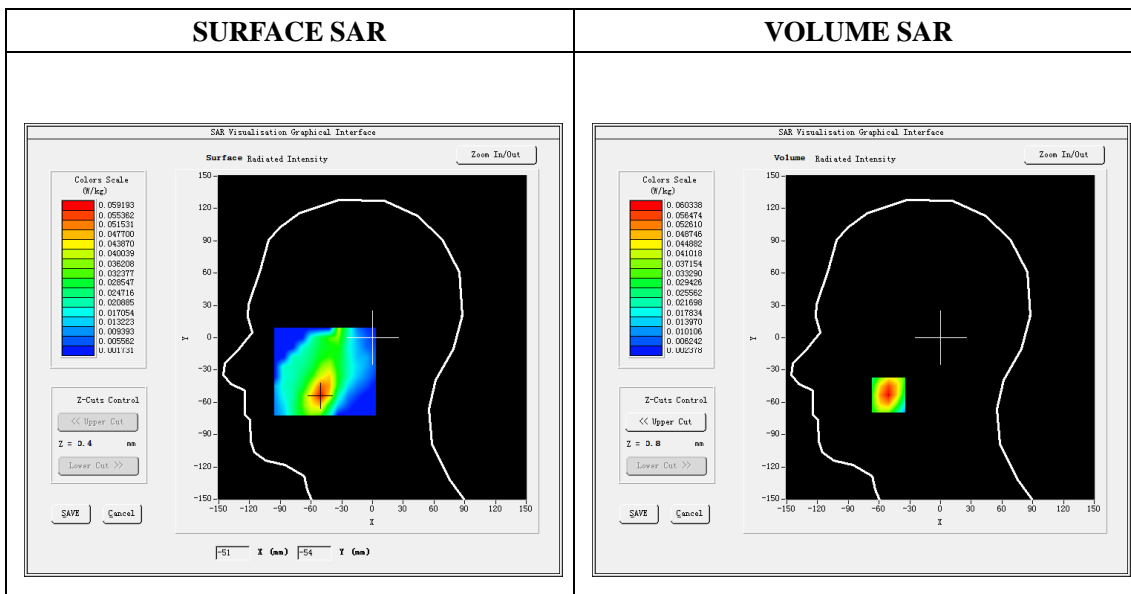 SURFACE SAR
VOLUME SAR
SAR Visualisation Graphical Interface
Surface Radiated Intensity
Zoom In/Out
Colors Scale
(W/kg)
0.059193
0.055362
0.051531
0.047700
0.043870
0.040039
0.036208
0.032377
0.028547
0.024716
0.020885
0.017054
0.013223
0.009393
0.005562
0.001731
Z-Cuts Control
<< Upper Cut
Z = 0.4 mm
Lower Cut >>
SAVE Cancel
150
120
90
60
30
0
-30
-60
-90
-120
-150
Y
-150 -120 -90 -60 -30 0 30 60 90 120 150
X
-51 X (mm) -54 Y (mm)
SAR Visualisation Graphical Interface
Volume Radiated Intensity
Zoom In/Out
Colors Scale
(W/kg)
0.060338
0.056474
0.052610
0.048746
0.044882
0.041018
0.037154
0.033290
0.029426
0.025562
0.021698
0.017834
0.013970
0.010106
0.006242
0.002378
Z-Cuts Control
<< Upper Cut
Z = 0.8 mm
Lower Cut >>
SAVE Cancel
150
120
90
60
30
0
-30
-60
-90
-120
-150
Y
-150 -120 -90 -60 -30 0 30 60 90 120 150
X